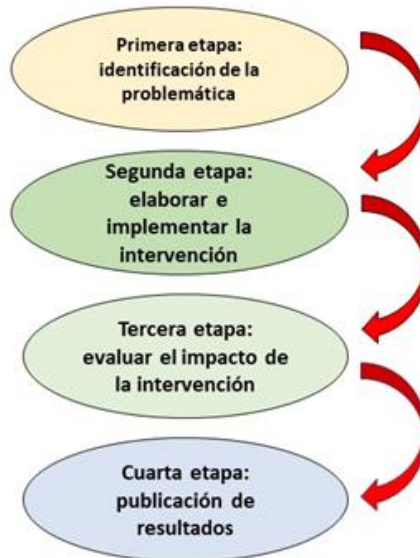 Primera etapa:
identificación de la
problemática
Segunda etapa:
elaborar e
implementar la
intervención
Tercera etapa:
evaluar el impacto de
la intervención
Cuarta etapa:
publicación de
resultados